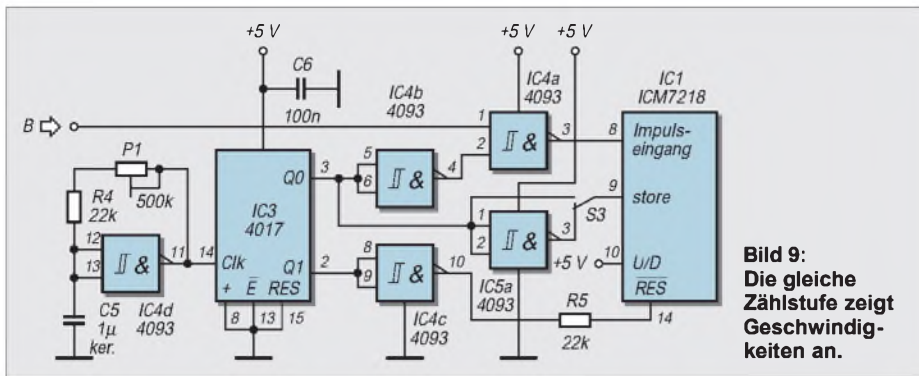 +5 V
+5 V
+5 V
C6
100n
IC4b
4093
IC4a
4093
IC1
ICM7218
B
1
2
3
8
Impuls-
eingang
P1
500k
R4
22k
3
Q0
5
6
4
IC3
4017
1
2
3
S3
9
store
12
13
11
14
Clk
Q1
2
8
9
10
+5 V
10
U/D
C5
1µ
ker.
IC4d
4093
+
E
RES
8
13
15
IC4c
4093
IC5a
4093
R5
22k
RES
14
&
&
&
&
&
Bild 9:
Die gleiche
Zählstufe zeigt
Geschwindig-
keiten an.